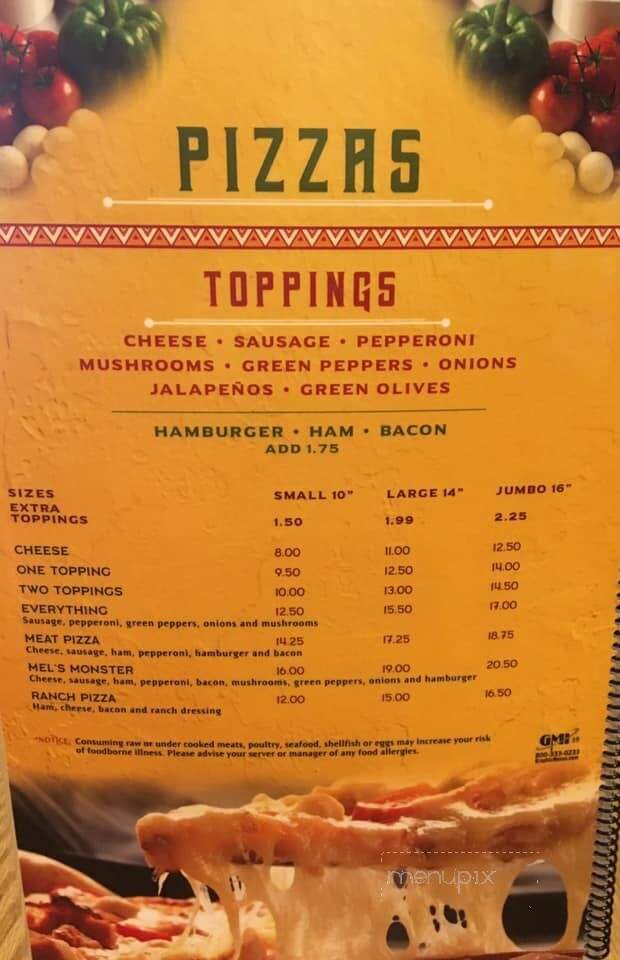 PIZZAS
TOPPINGS
CHEESE • SAUSAGE • PEPPERONI
MUSHROOMS • GREEN PEPPERS • ONIONS
JALAPEÑOS • GREEN OLIVES
HAMBURGER • HAM • BACON
ADD 1.75
SIZES SMALL 10" LARGE 14" JUMBO 16"
EXTRA
TOPPINGS 1.50 1.99 2.25
CHEESE 8.00 11.00 12.50
ONE TOPPING 9.50 12.50 14.00
TWO TOPPINGS 10.00 13.00 14.50
EVERYTHING 12.50 15.50 17.00
Sausage, pepperoni, green peppers, onions and mushrooms
MEAT PIZZA 14.25 17.25 18.75
Cheese, sausage, ham, pepperoni, hamburger and bacon
MEL'S MONSTER 16.00 19.00 20.50
Cheese, sausage, ham, pepperoni, bacon, mushrooms, green peppers, onions and hamburger
RANCH PIZZA 12.00 15.00 16.50
Ham, cheese, bacon and ranch dressing
NOTICE: Consuming raw or under cooked meats, poultry, seafood, shellfish or eggs may increase your risk
of foodborne illness. Please advise your server or manager of any food allergies.
GMI
800-333-0233
menupix